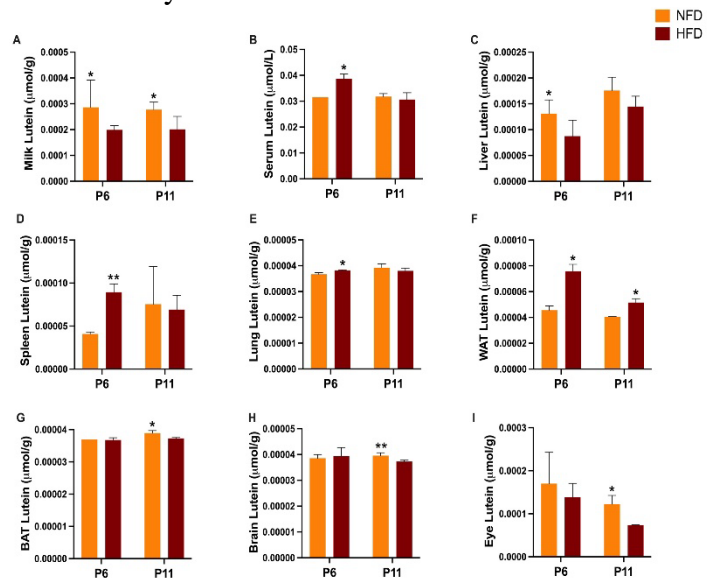 NFD
HFD
A
Milk Lutein (µmol/g)
0.0005
0.0004
0.0003
0.0002
0.0001
0.0000
*
*
P6
P11
B
Serum Lutein (µmol/L)
0.05
0.04
0.03
0.02
0.01
0.00
*
P6
P11
C
Liver Lutein (µmol/g)
0.00025
0.00020
0.00015
0.00010
0.00005
0.00000
*
P6
P11
D
Spleen Lutein (µmol/g)
0.00015
0.00010
0.00005
0.00000
**
P6
P11
E
Lung Lutein (µmol/g)
0.00005
0.00004
0.00003
0.00002
0.00001
0.00000
*
P6
P11
F
WAT Lutein (µmol/g)
0.00010
0.00008
0.00006
0.00004
0.00002
0.00000
*
*
P6
P11
G
BAT Lutein (µmol/g)
0.00004
0.00003
0.00002
0.00001
0.00000
*
P6
P11
H
Brain Lutein (µmol/g)
0.00005
0.00004
0.00003
0.00002
0.00001
0.00000
**
P6
P11
I
Eye Lutein (µmol/g)
0.0003
0.0002
0.0001
0.0000
*
P6
P11